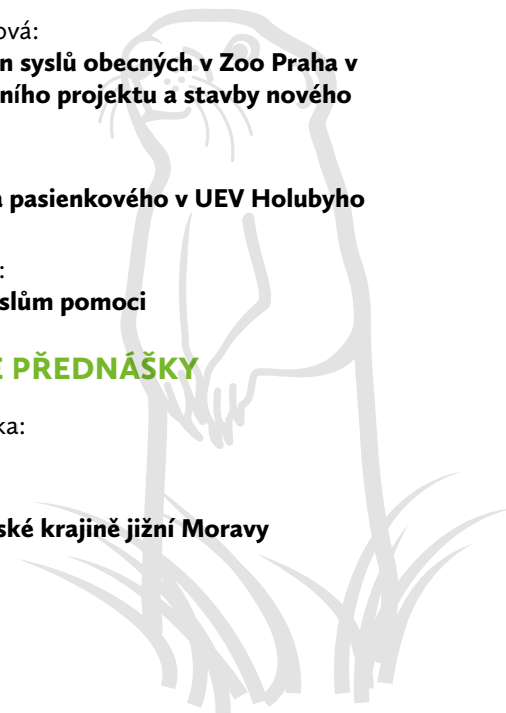 ová:
n syslů obecných v Zoo Praha v
ního projektu a stavby nového
a pasienkového v UEV Holubyho
:
slům pomoci
E PŘEDNÁŠKY
ka:
ské krajině jižní Moravy